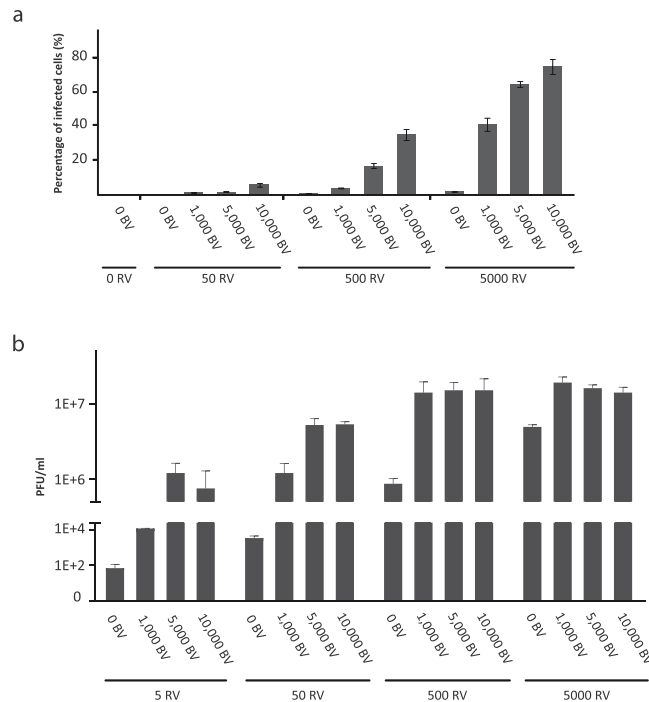 a
Percentage of infected cells (%)
80
60
40
20
0 BV
0 BV
1,000 BV
5,000 BV
10,000 BV
0 BV
1,000 BV
5,000 BV
10,000 BV
0 BV
1,000 BV
5,000 BV
10,000 BV
0 RV
50 RV
500 RV
5000 RV
b
PFU/ml
1E+7
1E+6
1E+4
1E+2
0
0 BV
1,000 BV
5,000 BV
10,000 BV
0 BV
1,000 BV
5,000 BV
10,000 BV
0 BV
1,000 BV
5,000 BV
10,000 BV
0 BV
1,000 BV
5,000 BV
10,000 BV
5 RV
50 RV
500 RV
5000 RV